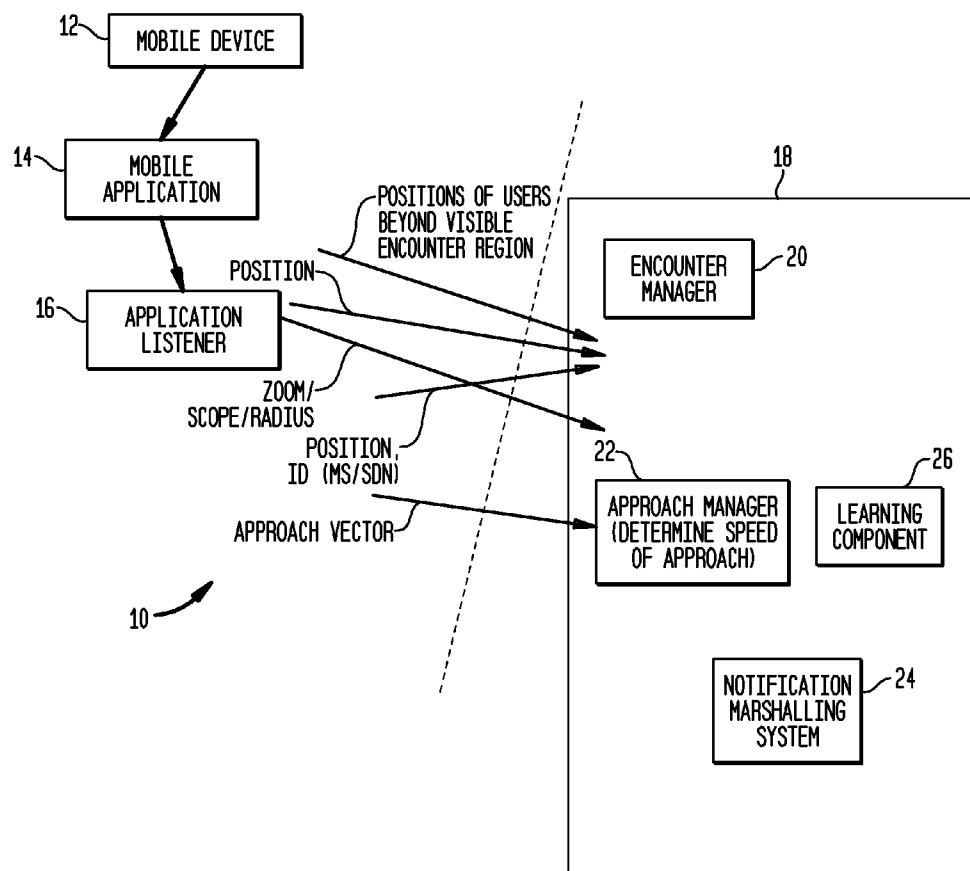 12
MOBILE DEVICE
14
MOBILE
APPLICATION
16
APPLICATION
LISTENER
POSITIONS OF USERS
BEYOND VISIBLE
ENCOUNTER REGION
POSITION
ZOOM/
SCOPE/RADIUS
POSITION,
ID (MS/SDN)
APPROACH VECTOR
10
18
ENCOUNTER
MANAGER
20
22
APPROACH MANAGER
(DETERMINE SPEED
OF APPROACH)
26
LEARNING
COMPONENT
NOTIFICATION
MARSHALLING
SYSTEM
24